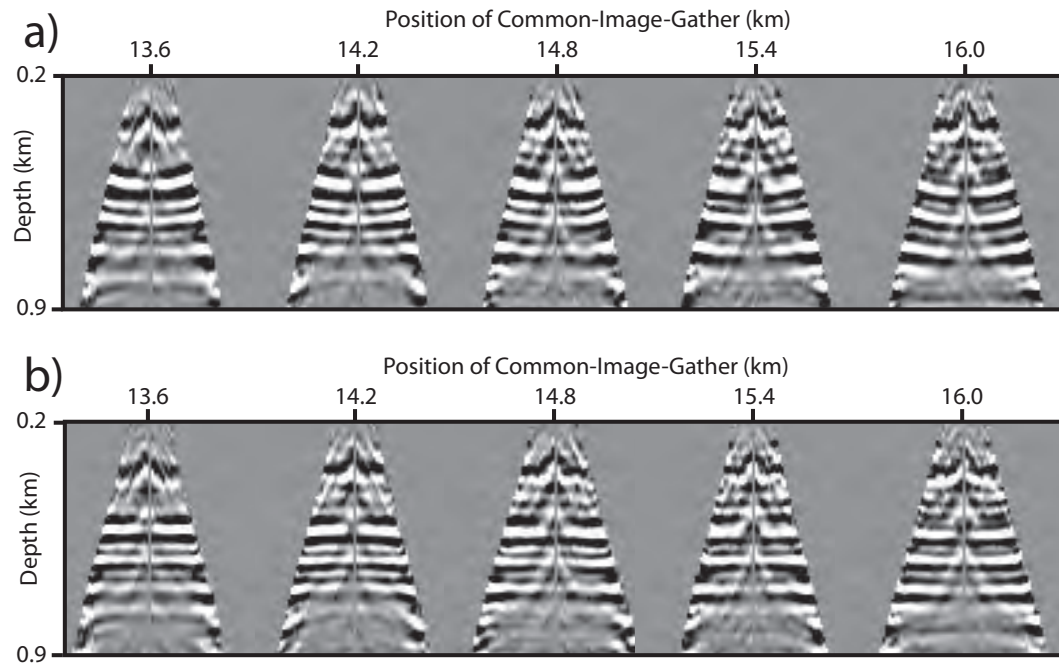 a)
Position of Common-Image-Gather (km)
13.6 14.2 14.8 15.4 16.0
0.2
Depth (km)
0.9
b)
Position of Common-Image-Gather (km)
13.6 14.2 14.8 15.4 16.0
0.2
Depth (km)
0.9